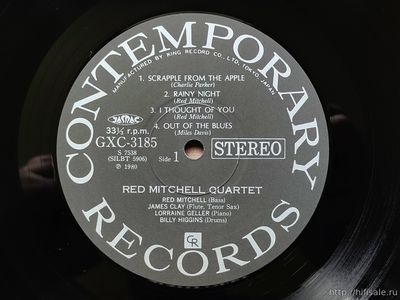 CONTEMPORARY
MANUFACTURED BY KING RECORD CO., LTD, TOKYO, JAPAN
1. SCRAPPLE FROM THE APPLE
(Charlie Parker)
2. RAINY NIGHT
(Red Mitchell)
3. I THOUGHT OF YOU
(Red Mitchell)
4. OUT OF THE BLUES
(Miles Davis)
JASRAC
33⅓ r.p.m.
GXC-3185
S 7538
(SILBT 5906)
Ⓟ 1980
Side 1
STEREO
RED MITCHELL QUARTET
RED MITCHELL (Bass)
JAMES CLAY (Flute, Tenor Sax)
LORRAINE GELLER (Piano)
BILLY HIGGINS (Drums)
CR
RECORDS
http://hifisale.ru